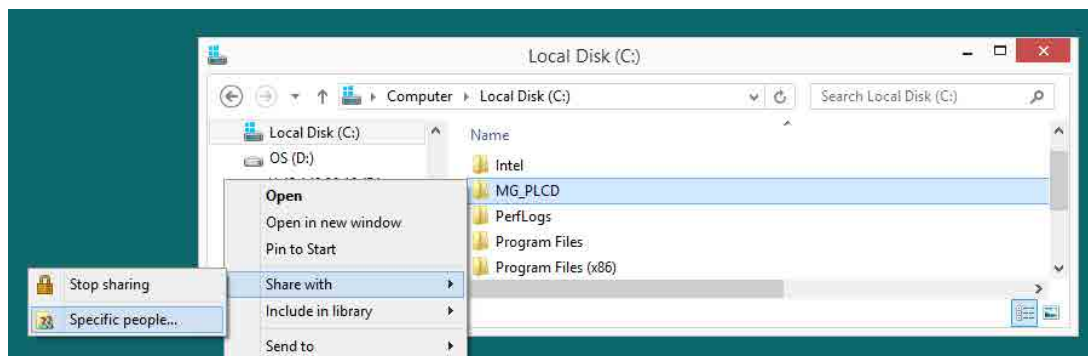 Local Disk (C:)
Computer Local Disk (C:)
Search Local Disk (C:)
Local Disk (C:)
OS (D:)
Name
Intel
MG_PLCD
PerfLogs
Program Files
Program Files (x86)
Open
Open in new window
Pin to Start
Share with
Include in library
Send to
Stop sharing
Specific people...